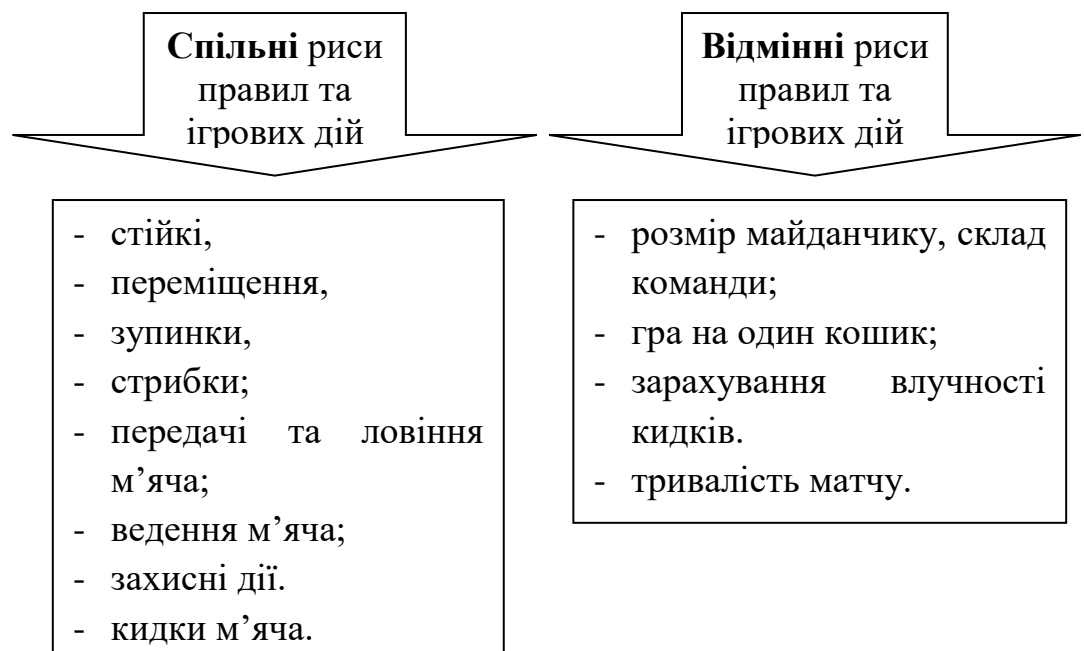 Спільні риси
правил та
ігрових дій
Відмінні риси
правил та
ігрових дій
- стійкі,
- переміщення,
- зупинки,
- стрибки;
- передачі та ловіння
м’яча;
- ведення м’яча;
- захисні дії.
- кидки м’яча.
- розмір майданчику, склад
команди;
- гра на один кошик;
- зарахування влучності
кидків.
- тривалість матчу.